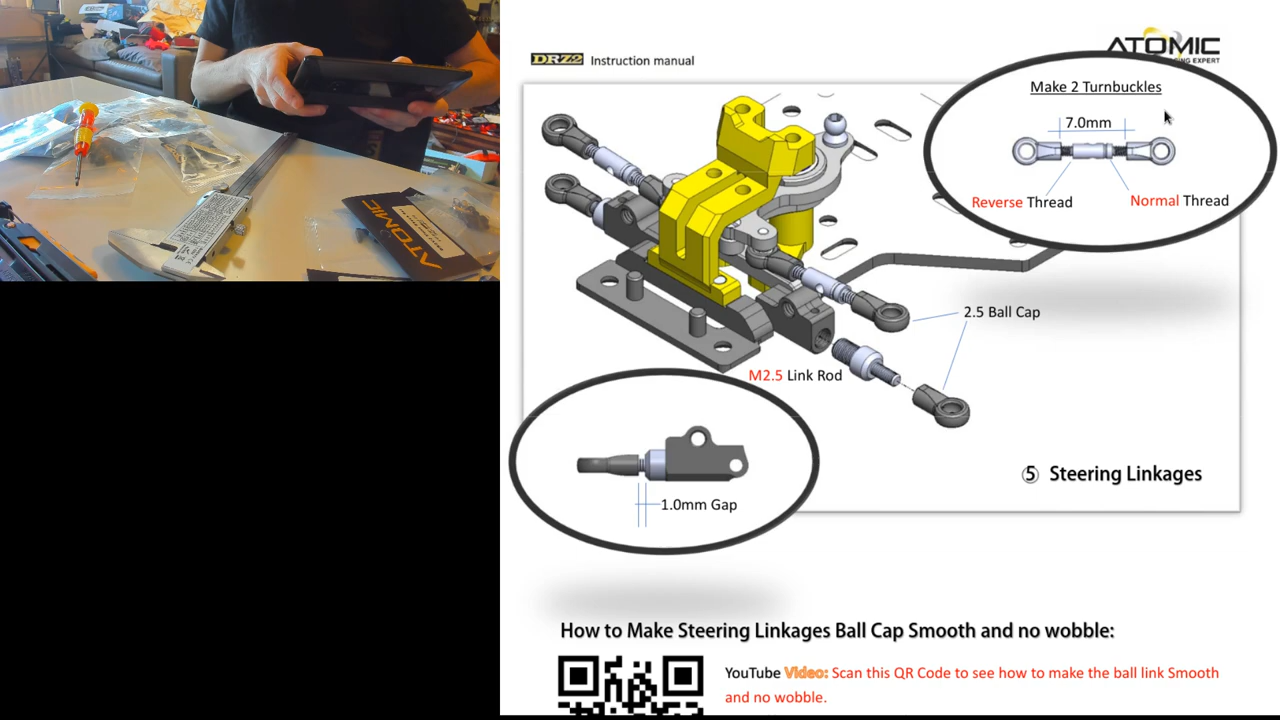 DRZ2 Instruction manual
ATOMIC
Make 2 Turnbuckles
7.0mm
Reverse Thread
Normal Thread
2.5 Ball Cap
M2.5 Link Rod
1.0mm Gap
⑤ Steering Linkages
How to Make Steering Linkages Ball Cap Smooth and no wobble:
YouTube Video: Scan this QR Code to see how to make the ball link Smooth
and no wobble.
ATOMIC